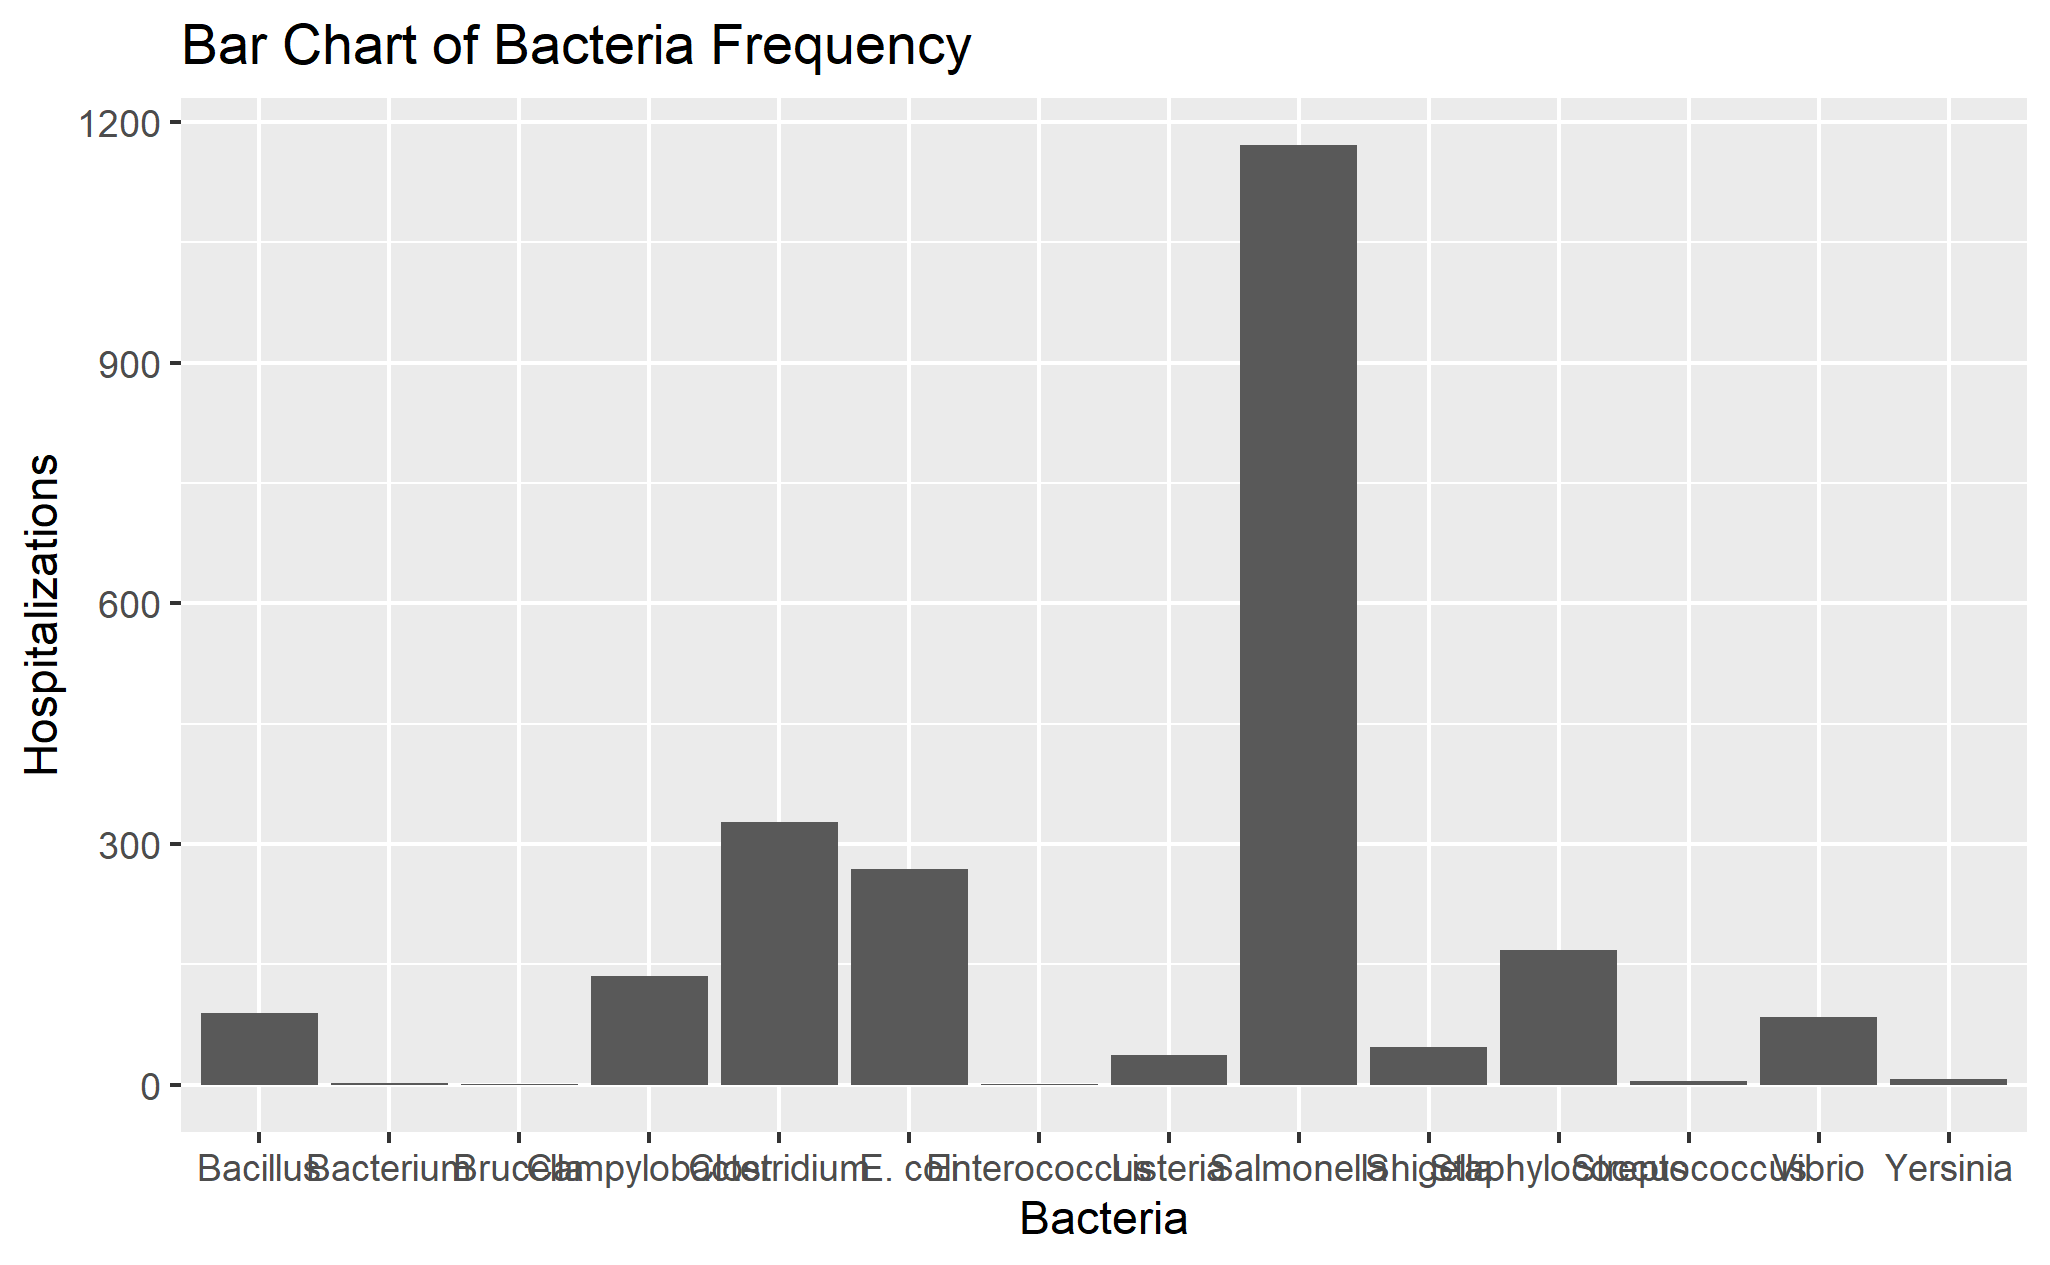 Bar Chart of Bacteria Frequency
1200
900
600
300
0
Hospitalizations
Bacillus Bacterium Brucella Campylobacter Clostridium E. coli Enterococcus Listeria Salmonella Shigella Staphylococcus Streptococcus Vibrio Yersinia
Bacteria